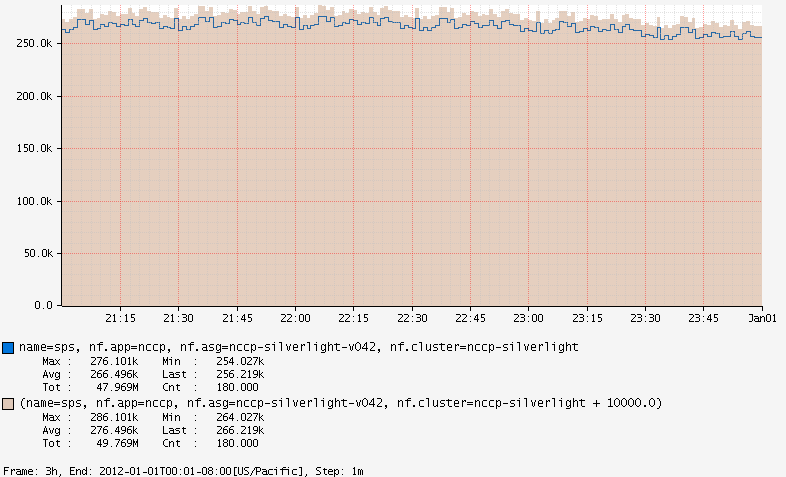 250.0k
200.0k
150.0k
100.0k
50.0k
0.0
21:15 21:30 21:45 22:00 22:15 22:30 22:45 23:00 23:15 23:30 23:45 Jan01
name=sps, nf.app=nccp, nf.asg=nccp-silverlight-v042, nf.cluster=nccp-silverlight
Max : 276.101k Min : 254.027k
Avg : 266.496k Last : 256.219k
Tot : 47.969M Cnt : 180.000
(name=sps, nf.app=nccp, nf.asg=nccp-silverlight-v042, nf.cluster=nccp-silverlight + 10000.0)
Max : 286.101k Min : 264.027k
Avg : 276.496k Last : 266.219k
Tot : 49.769M Cnt : 180.000
Frame: 3h, End: 2012-01-01T00:01-08:00[US/Pacific], Step: 1m